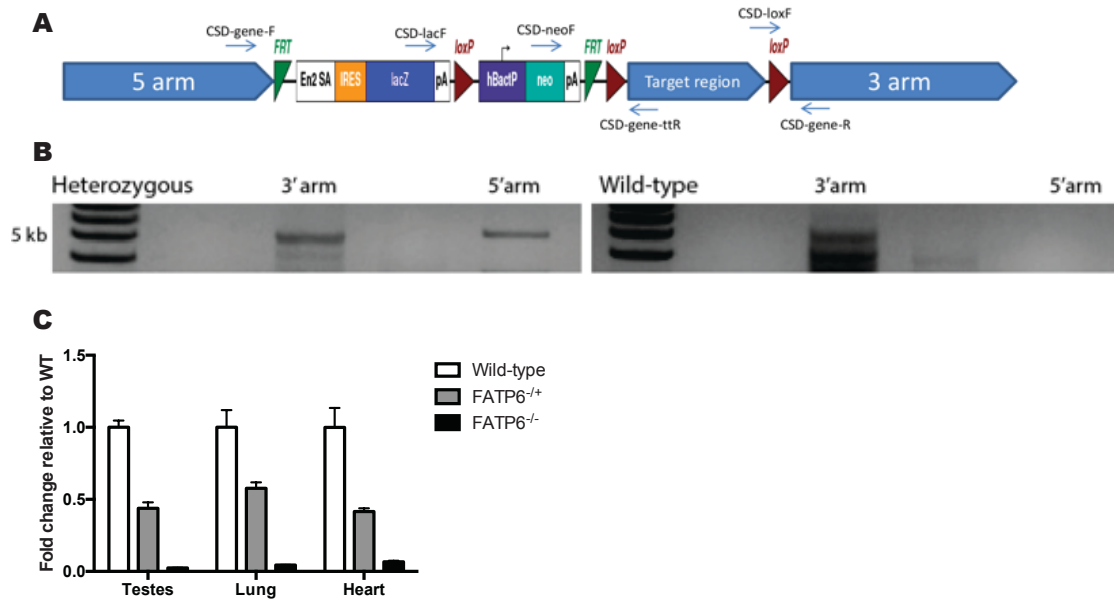 A
CSD-gene-F
FRT
CSD-lacF
loxP
CSD-neoF
FRT
loxP
CSD-loxF
loxP
5 arm
En2 SA
IRES
lacZ
pA
hBactP
neo
pA
Target region
3 arm
CSD-gene-ttR
CSD-gene-R
B
Heterozygous
3' arm
5'arm
Wild-type
3'arm
5'arm
5 kb
C
Fold change relative to WT
1.5
1.0
0.5
0.0
Testes
Lung
Heart
Wild-type
FATP6-/+
FATP6-/-